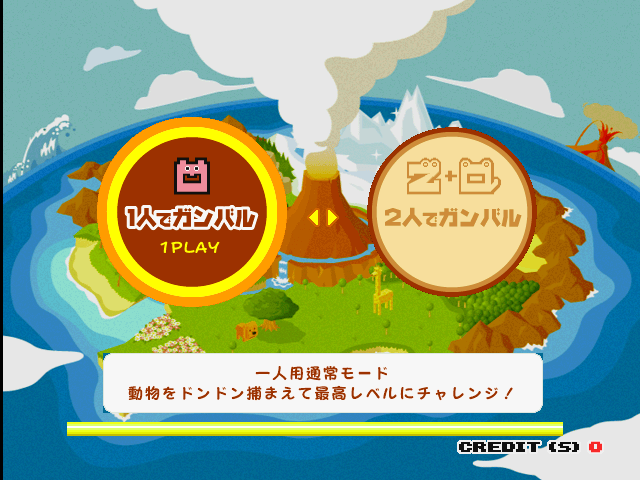 1人でガンバル
1PLAY
2人でガンバル
一人用通常モード
動物をドンドン捕まえて最高レベルにチャレンジ！
CREDIT(S) 0